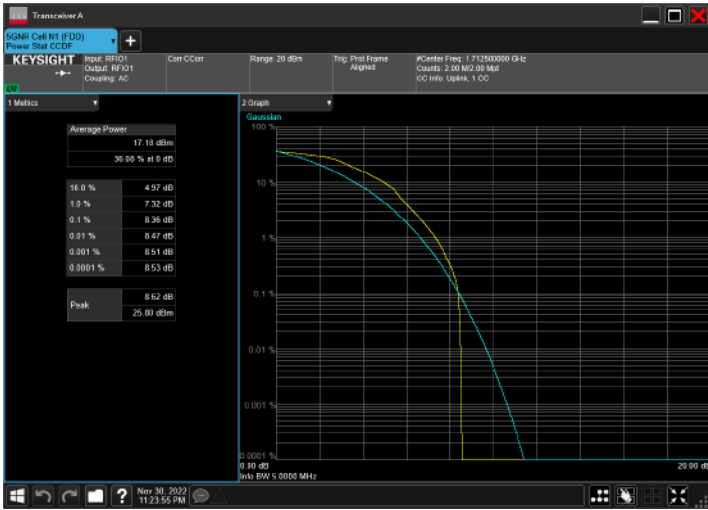 Transceiver A
5GNR Cell N1 (FDD)
Power Stat CCDF
KEYSIGHT
Input: RFIO1
Output: RFIO1
Coupling: AC
Corr CCorr
Range: 20 dBm
Trig: Prot Frame
Aligned
#Center Freq: 1.712500000 GHz
Counts: 2.00 M/2.00 Mpt
CC Info: Uplink, 1 CC
1 Metrics
Average Power
17.18 dBm
36.08 % at 0 dB
10.0 % 4.97 dB
1.0 % 7.32 dB
0.1 % 8.36 dB
0.01 % 8.47 dB
0.001 % 8.51 dB
0.0001 % 8.53 dB
Peak
8.62 dB
25.80 dBm
2 Graph
Gaussian
100 %
10 %
1 %
0.1 %
0.01 %
0.001 %
0.0001 %
0.00 dB
20.00 dB
Info BW 5.0000 MHz
?
Nov 30, 2022
11:23:55 PM